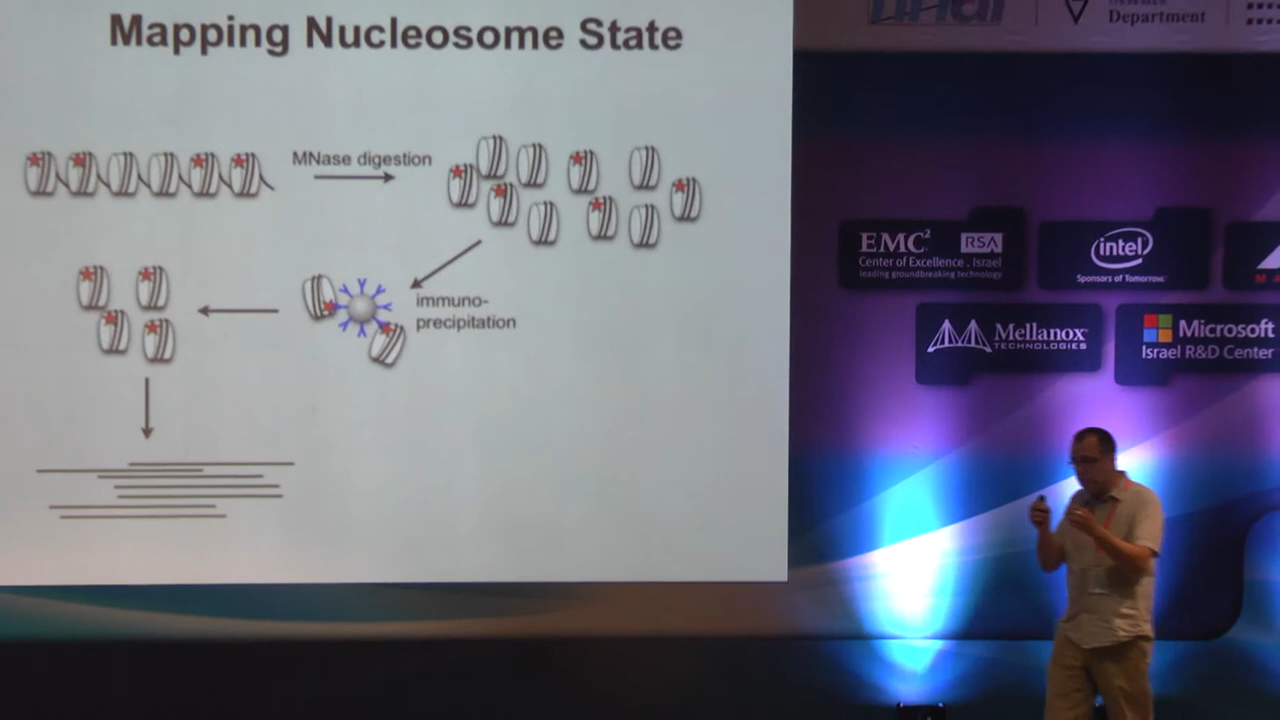 Mapping Nucleosome State
MNase digestion
immuno-
precipitation
Department
EMC²
RSA
Center of Excellence , Israel
leading groundbreaking technology
intel
Sponsors of Tomorrow™
Mellanox
TECHNOLOGIES
Microsoft
Israel R&D Center